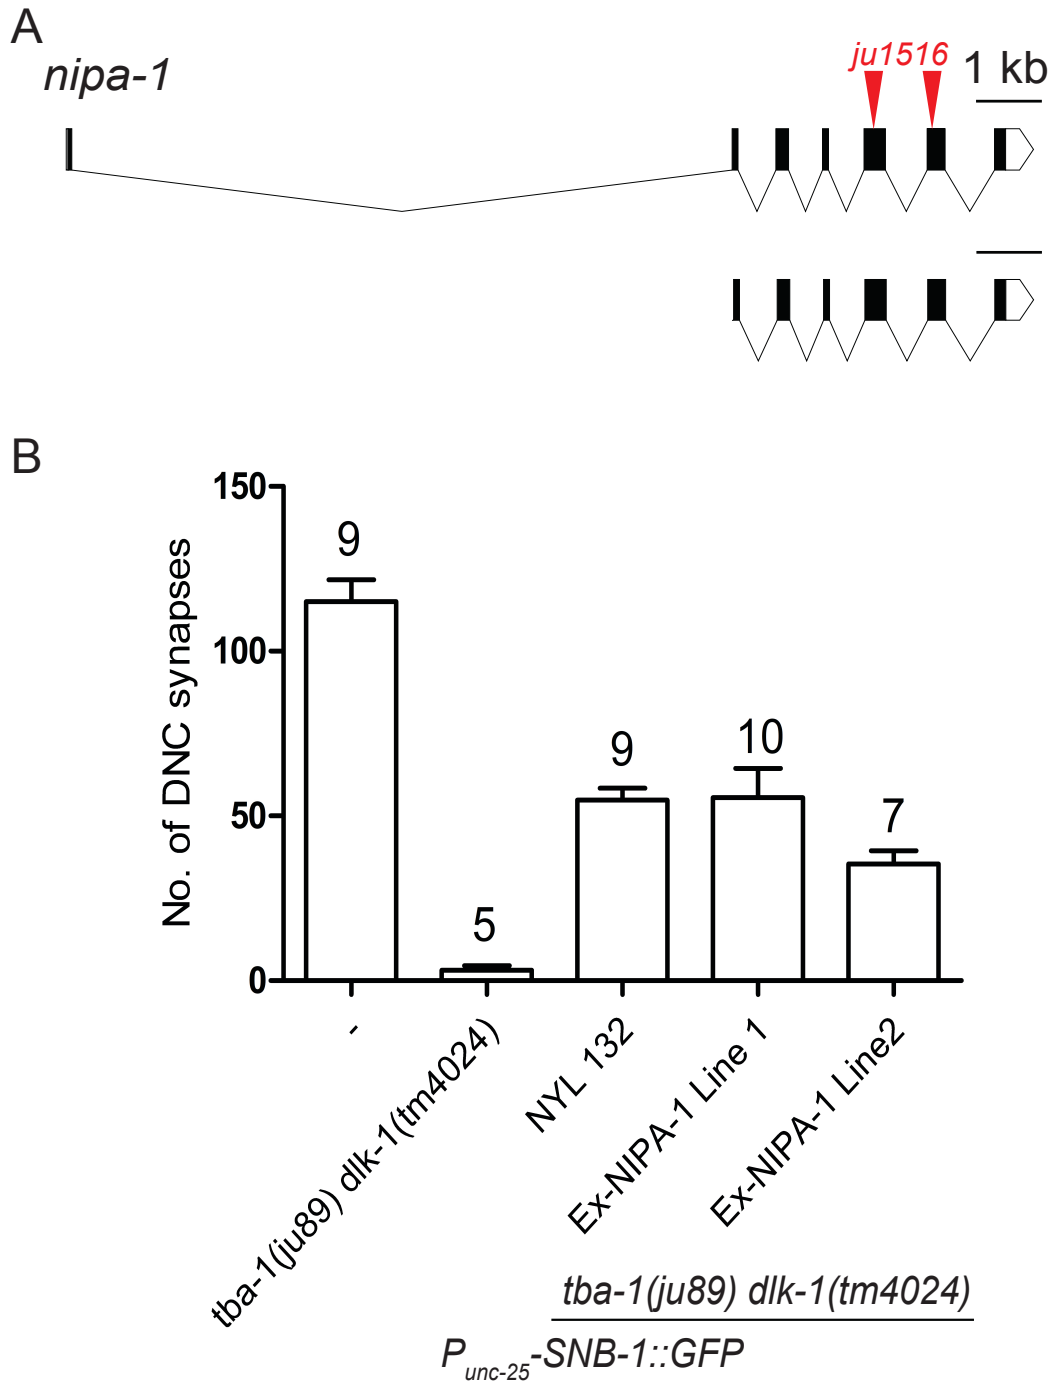 A
nipa-1
ju1516
1 kb
B
No. of DNC synapses
150
100
50
0
9
5
9
10
7
-
tba-1(ju89) dlk-1(tm4024)
NYL 132
Ex-NIPA-1 Line 1
Ex-NIPA-1 Line2
tba-1(ju89) dlk-1(tm4024)
Punc-25-SNB-1::GFP